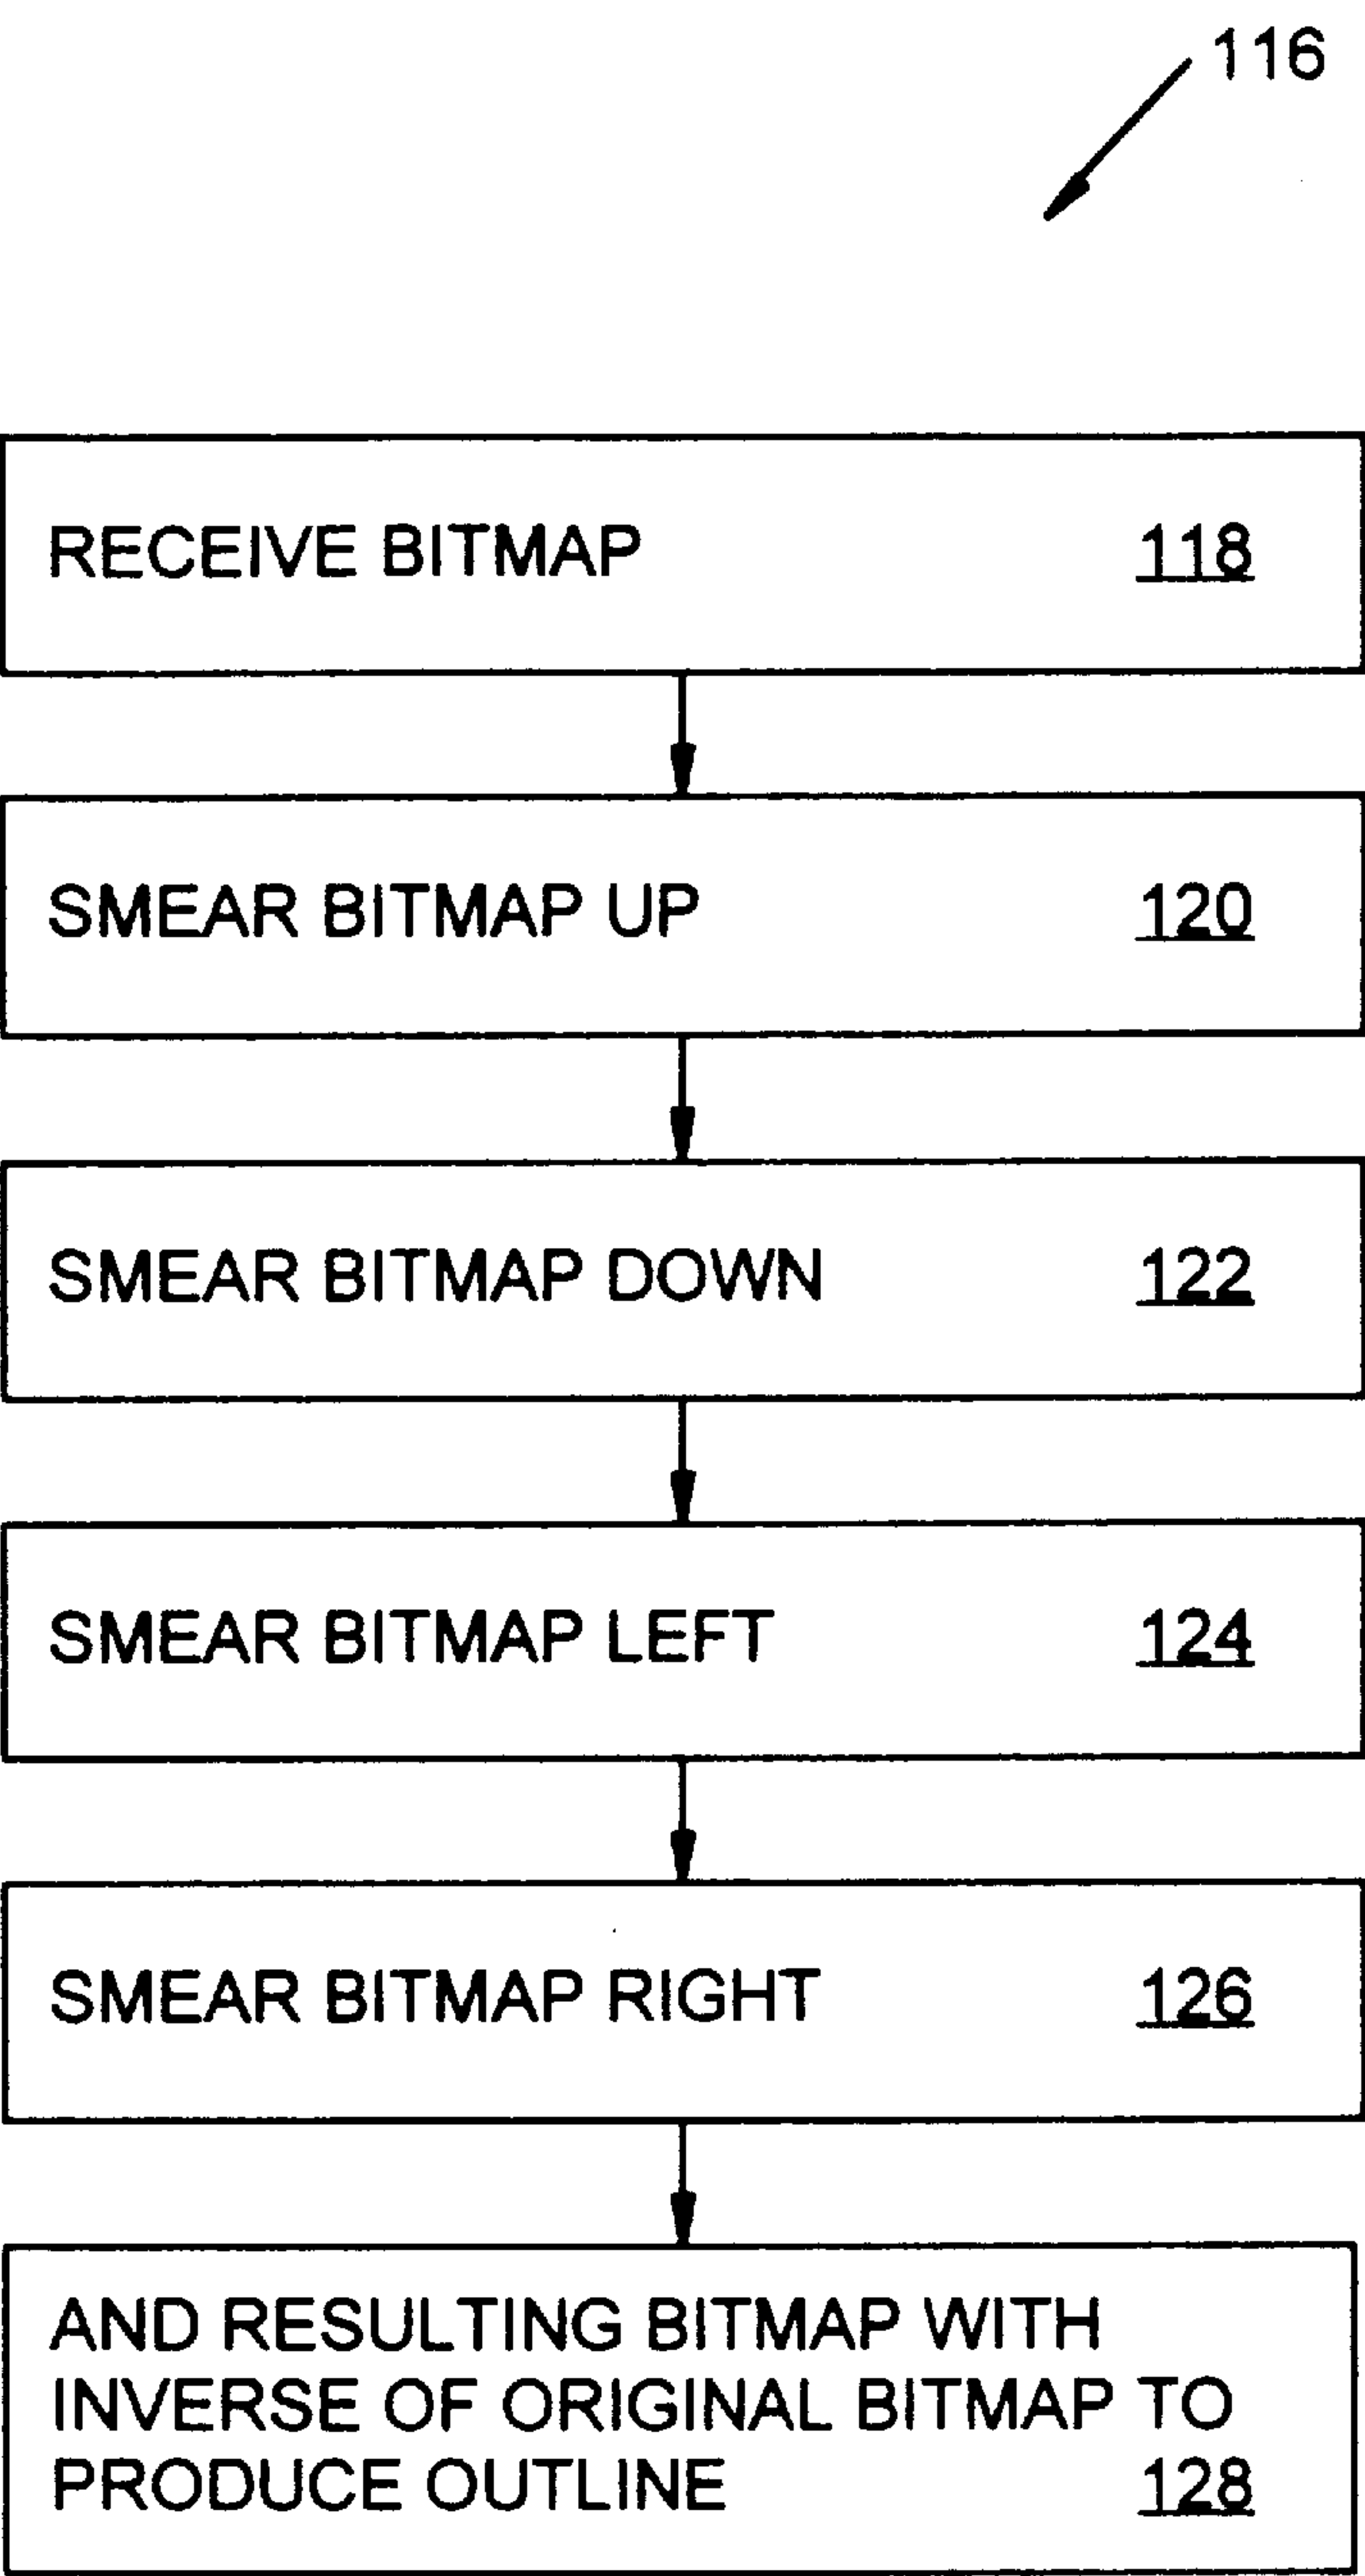 116
RECEIVE BITMAP 118
SMEAR BITMAP UP 120
SMEAR BITMAP DOWN 122
SMEAR BITMAP LEFT 124
SMEAR BITMAP RIGHT 126
AND RESULTING BITMAP WITH
INVERSE OF ORIGINAL BITMAP TO
PRODUCE OUTLINE 128